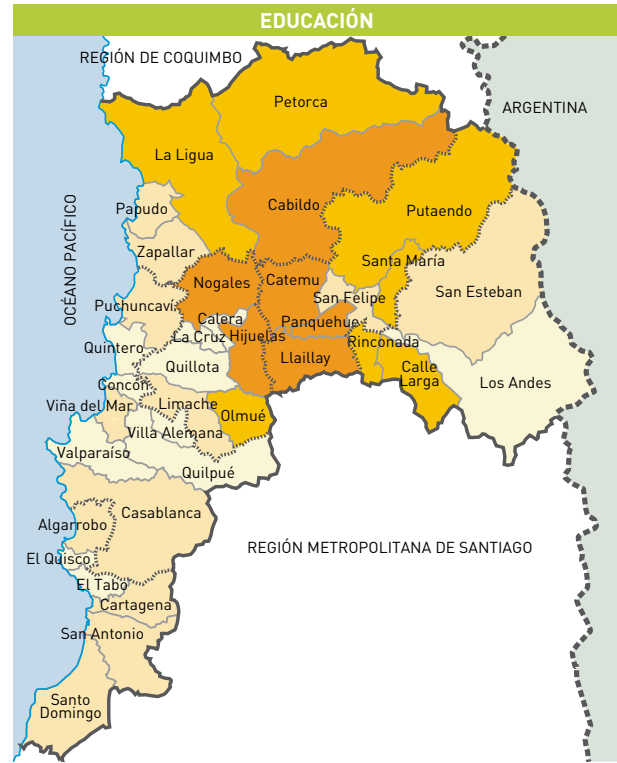 EDUCACIÓN
REGIÓN DE COQUIMBO
Petorca
ARGENTINA
La Ligua
OCÉANO PACÍFICO
Cabildo
Papudo
Putaendo
Zapallar
Santa María
Nogales
Catemu
San Esteban
San Felipe
Puchuncaví
Calera
Panquehue
La Cruz
Hijuelas
Rinconada
Quintero
Llaillay
Quillota
Calle
Larga
Los Andes
Concón
Viña del Mar
Limache
Olmué
Villa Alemana
Valparaíso
Quilpué
Casablanca
Algarrobo
REGIÓN METROPOLITANA DE SANTIAGO
El Quisco
El Tabo
Cartagena
San Antonio
Santo
Domingo